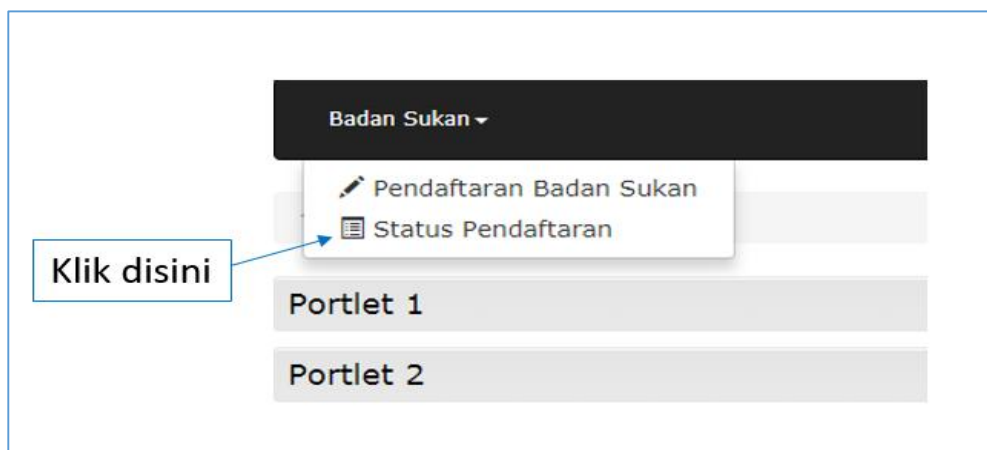 Badan Sukan
Pendaftaran Badan Sukan
Status Pendaftaran
Klik disini
Portlet 1
Portlet 2